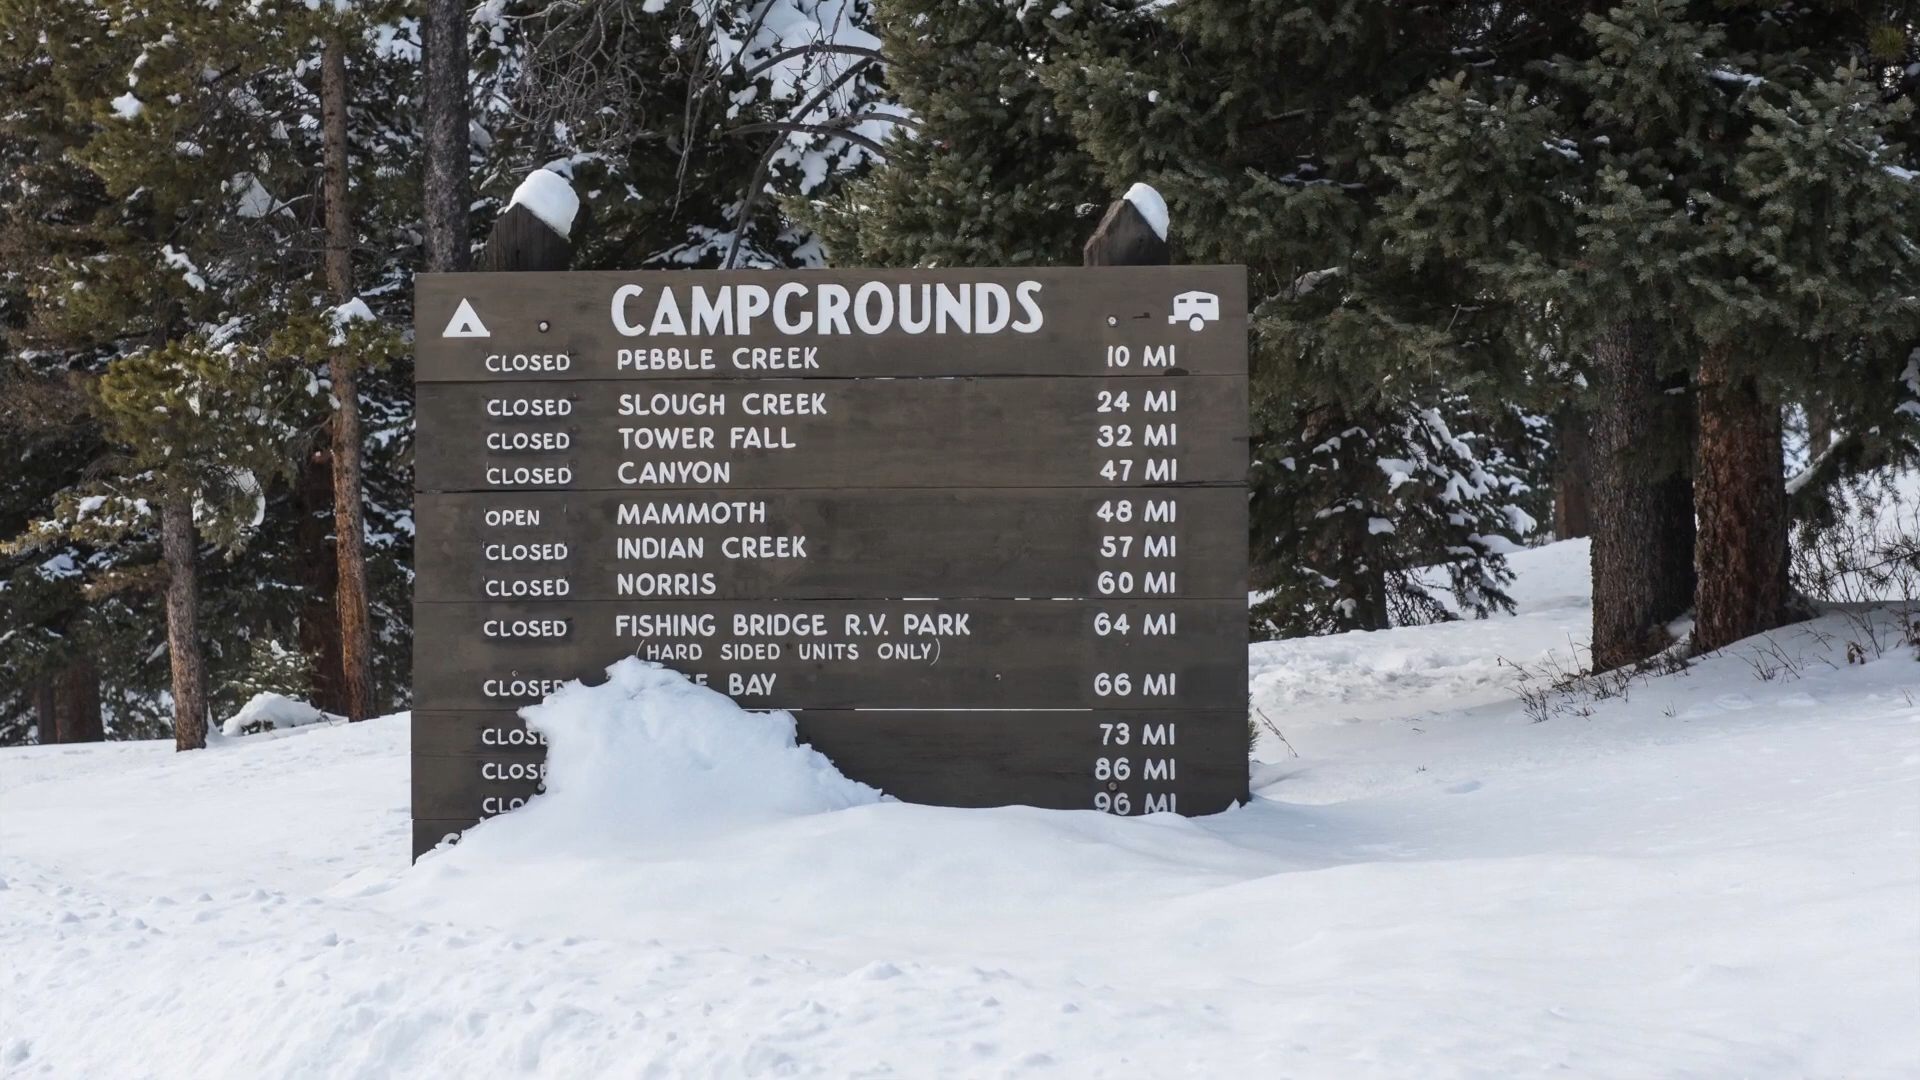 CAMPGROUNDS
CLOSED PEBBLE CREEK 10 MI
CLOSED SLOUGH CREEK 24 MI
CLOSED TOWER FALL 32 MI
CLOSED CANYON 47 MI
OPEN MAMMOTH 48 MI
CLOSED INDIAN CREEK 57 MI
CLOSED NORRIS 60 MI
CLOSED FISHING BRIDGE R.V. PARK 64 MI
(HARD SIDED UNITS ONLY)
CLOSED BAY 66 MI
73 MI
86 MI
96 MI